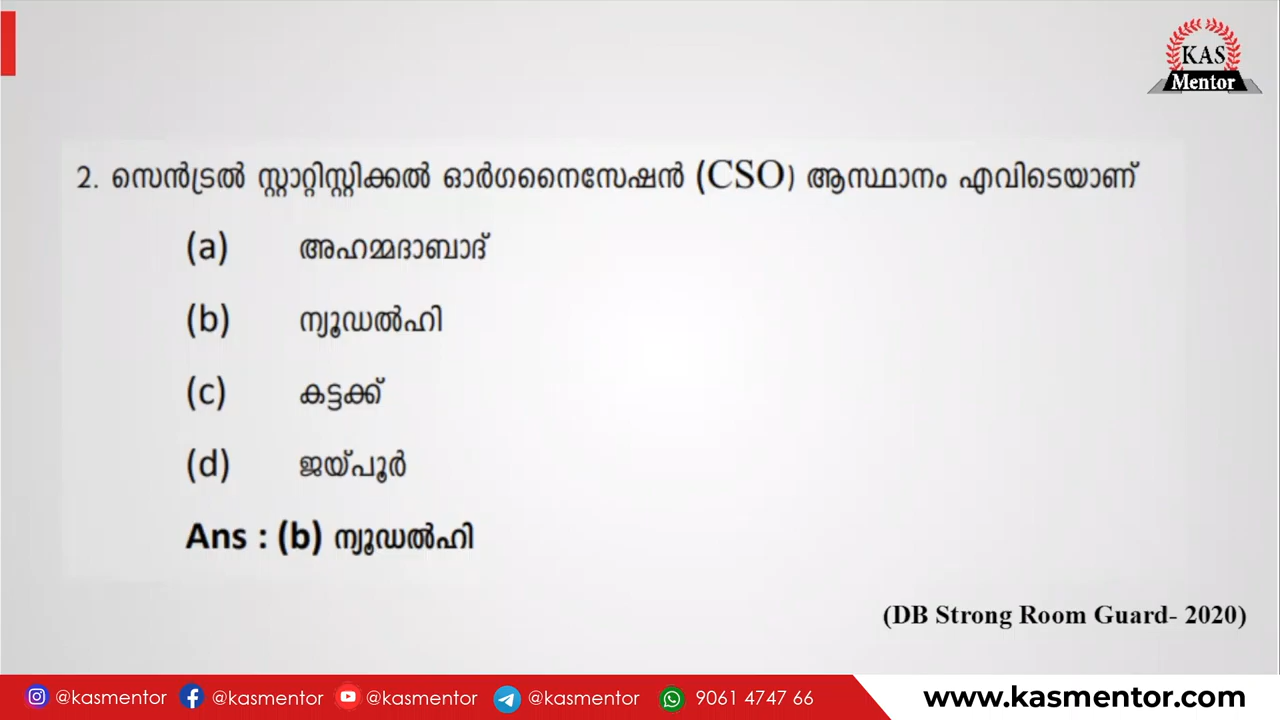 KAS
Mentor
2. സെൻട്രൽ സ്റ്റാറ്റിസ്റ്റിക്കൽ ഓർഗനൈസേഷൻ (CSO) ആസ്ഥാനം എവിടെയാണ്
(a) അഹമ്മദാബാദ്
(b) ന്യൂഡൽഹി
(c) കട്ടക്ക്
(d) ജയ്പൂർ
Ans : (b) ന്യൂഡൽഹി
(DB Strong Room Guard- 2020)
@kasmentor @kasmentor @kasmentor @kasmentor 9061 4747 66 www.kasmentor.com